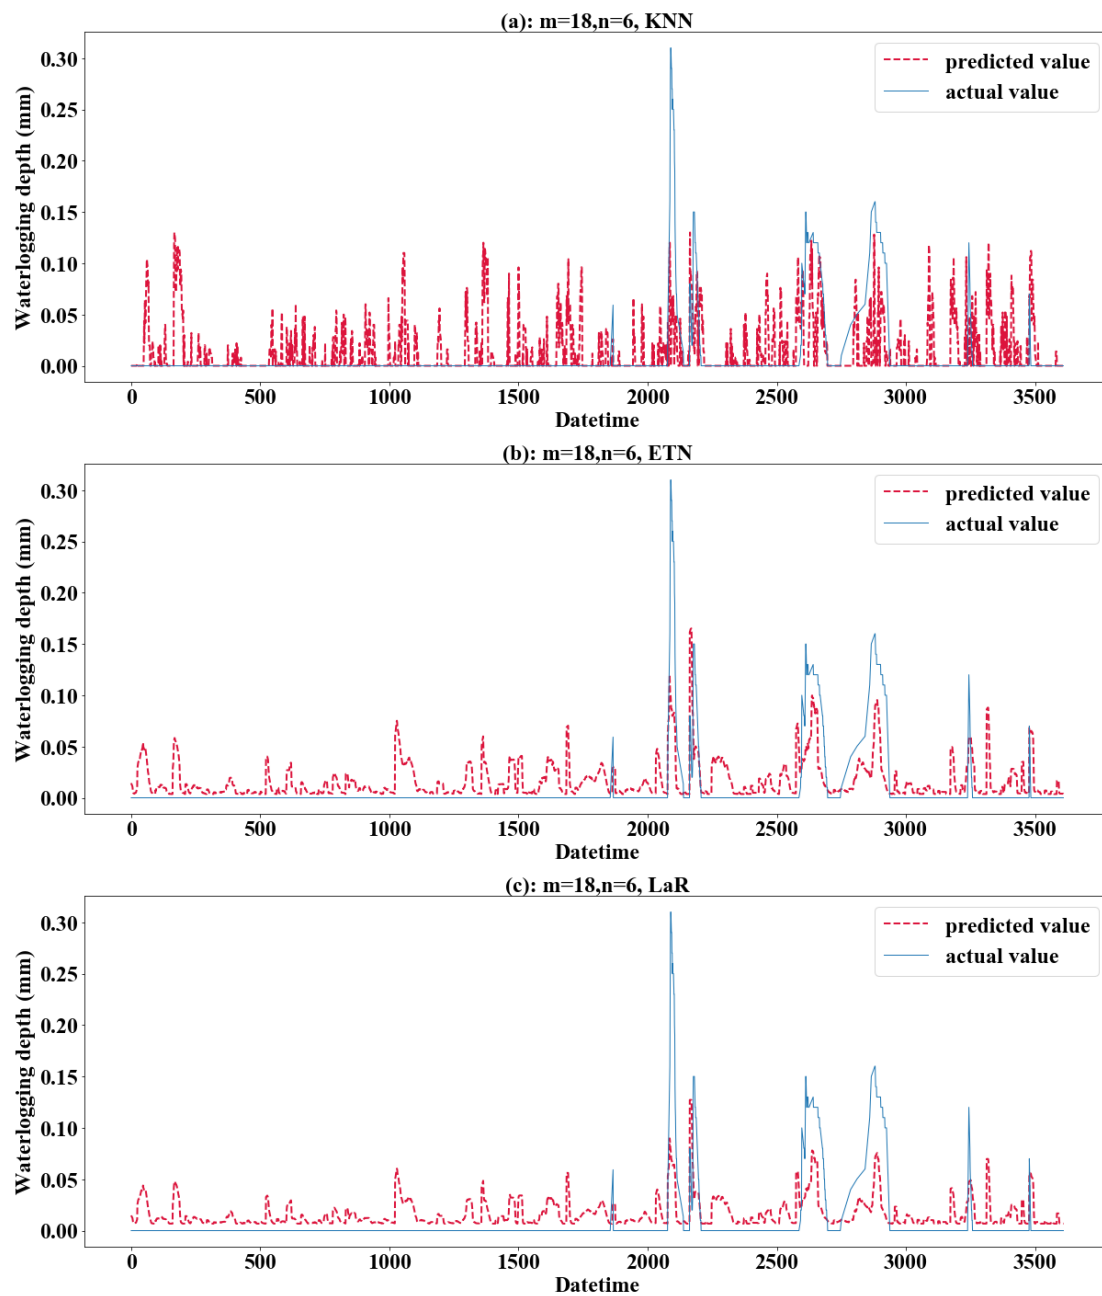 (a): m=18,n=6, KNN
Waterlogging depth (mm)
0.30
0.25
0.20
0.15
0.10
0.05
0.00
predicted value
actual value
0 500 1000 1500 2000 2500 3000 3500
Datetime
(b): m=18,n=6, ETN
Waterlogging depth (mm)
0.30
0.25
0.20
0.15
0.10
0.05
0.00
predicted value
actual value
0 500 1000 1500 2000 2500 3000 3500
Datetime
(c): m=18,n=6, LaR
Waterlogging depth (mm)
0.30
0.25
0.20
0.15
0.10
0.05
0.00
predicted value
actual value
0 500 1000 1500 2000 2500 3000 3500
Datetime